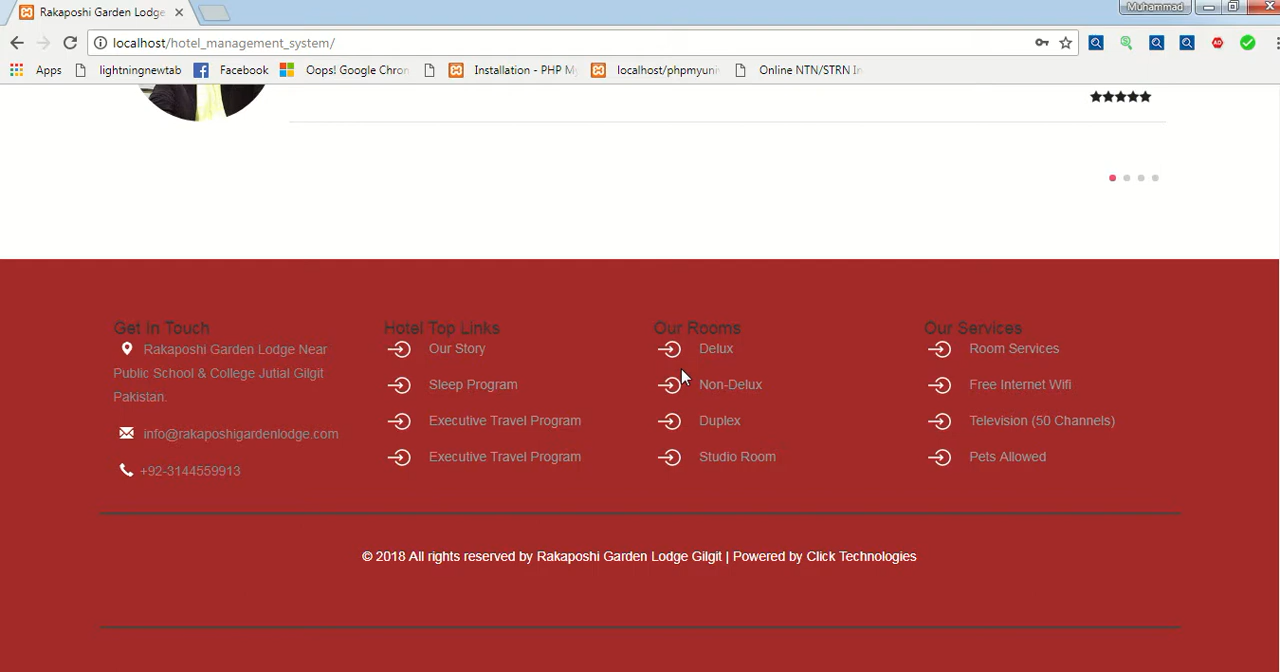 Rakaposhi Garden Lodge
Muhammad
localhost/hotel_management_system/
Apps
lightningnewtab
Facebook
Oops! Google Chron
Installation - PHP M
localhost/phpmyuni
Online NTN/STRN In
Get In Touch
Rakaposhi Garden Lodge Near
Public School & College Jutial Gilgit
Pakistan.
info@rakaposhigardenlodge.com
+92-3144559913
Hotel Top Links
Our Story
Sleep Program
Executive Travel Program
Executive Travel Program
Our Rooms
Delux
Non-Delux
Duplex
Studio Room
Our Services
Room Services
Free Internet Wifi
Television (50 Channels)
Pets Allowed
© 2018 All rights reserved by Rakaposhi Garden Lodge Gilgit | Powered by Click Technologies